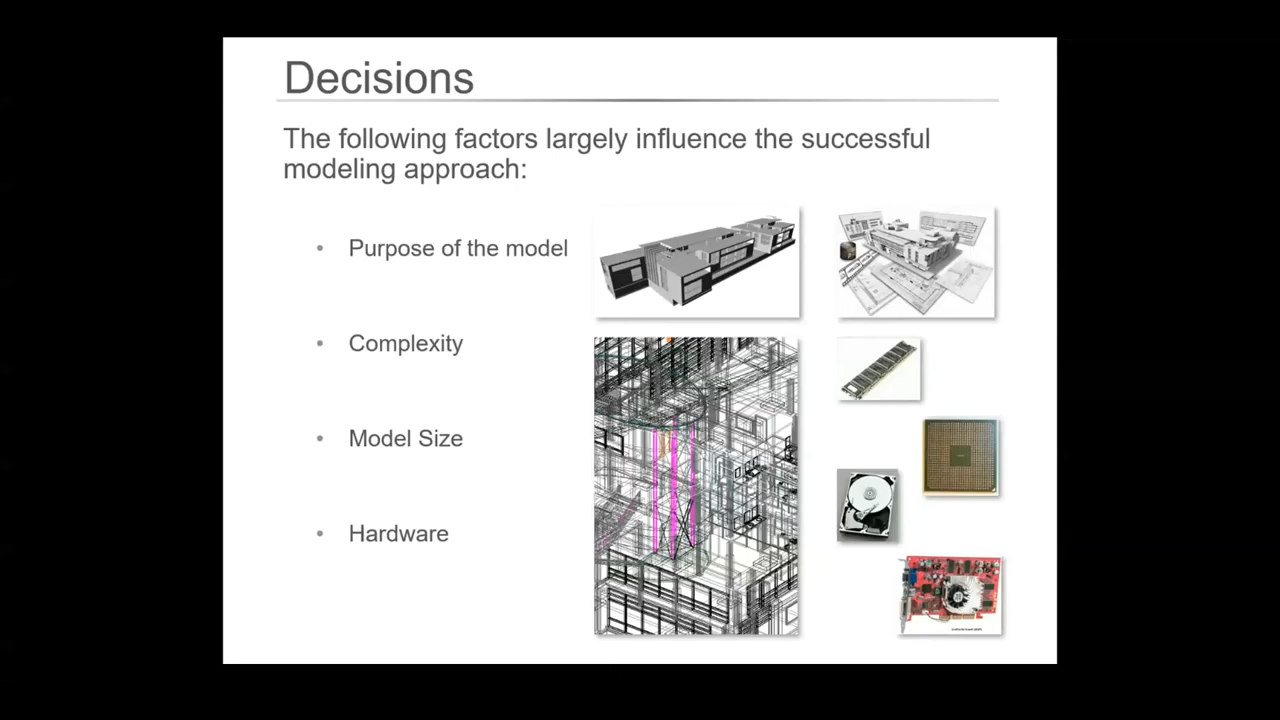 Decisions
The following factors largely influence the successful
modeling approach:
• Purpose of the model
• Complexity
• Model Size
• Hardware